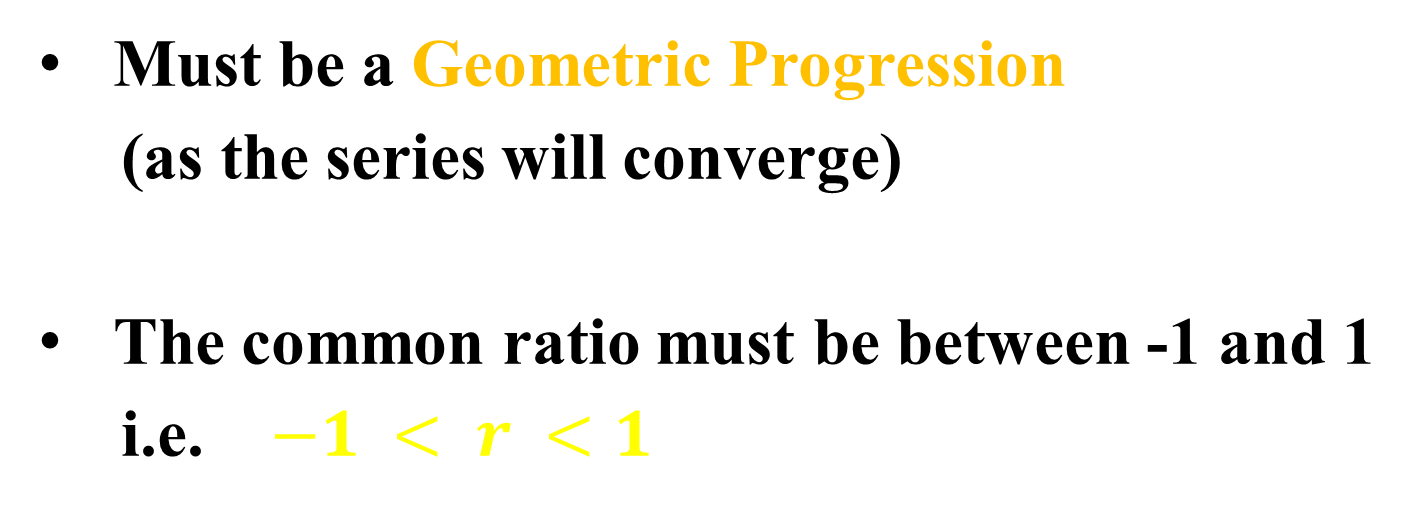 • Must be a Geometric Progression
(as the series will converge)
• The common ratio must be between -1 and 1
i.e. −1 < r < 1